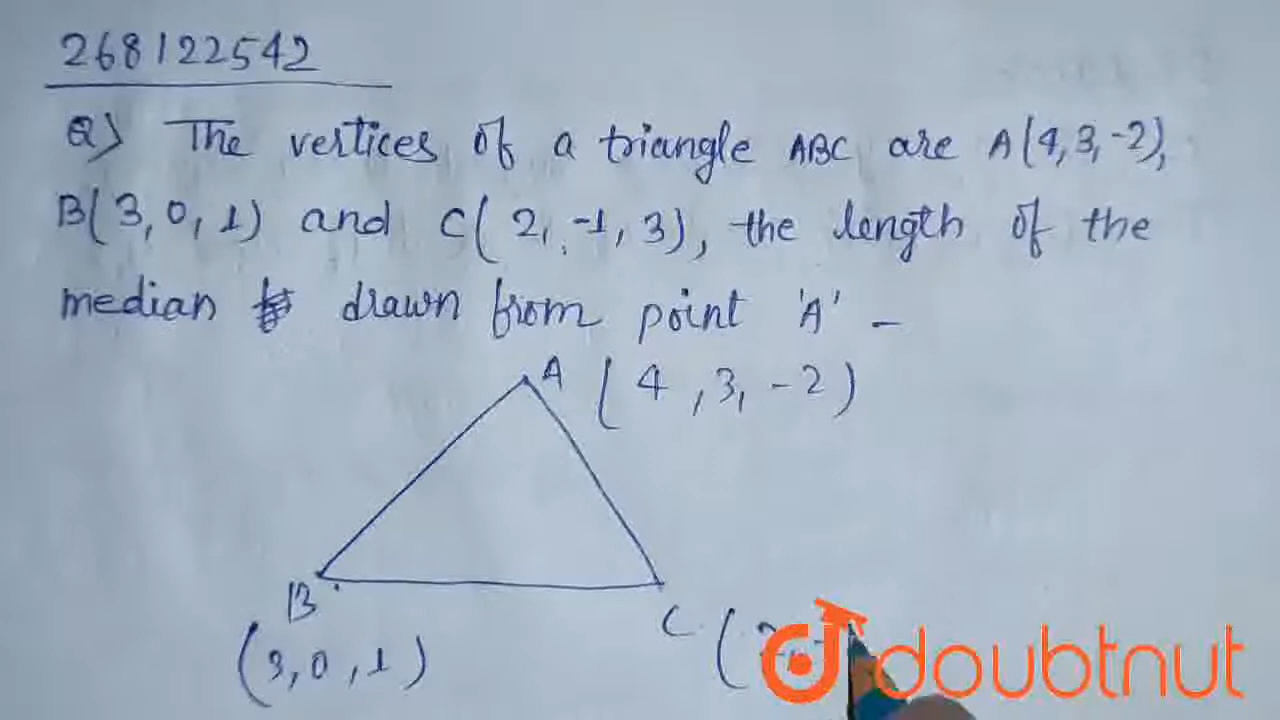 268122542
Q) The vertices of a triangle ABC are A(4,3,-2),
B(3,0,1) and C(2,-1,3), the length of the
median drawn from point 'A' -
A (4,3,-2)
B
C (2,
(3,0,1)
doubtnut